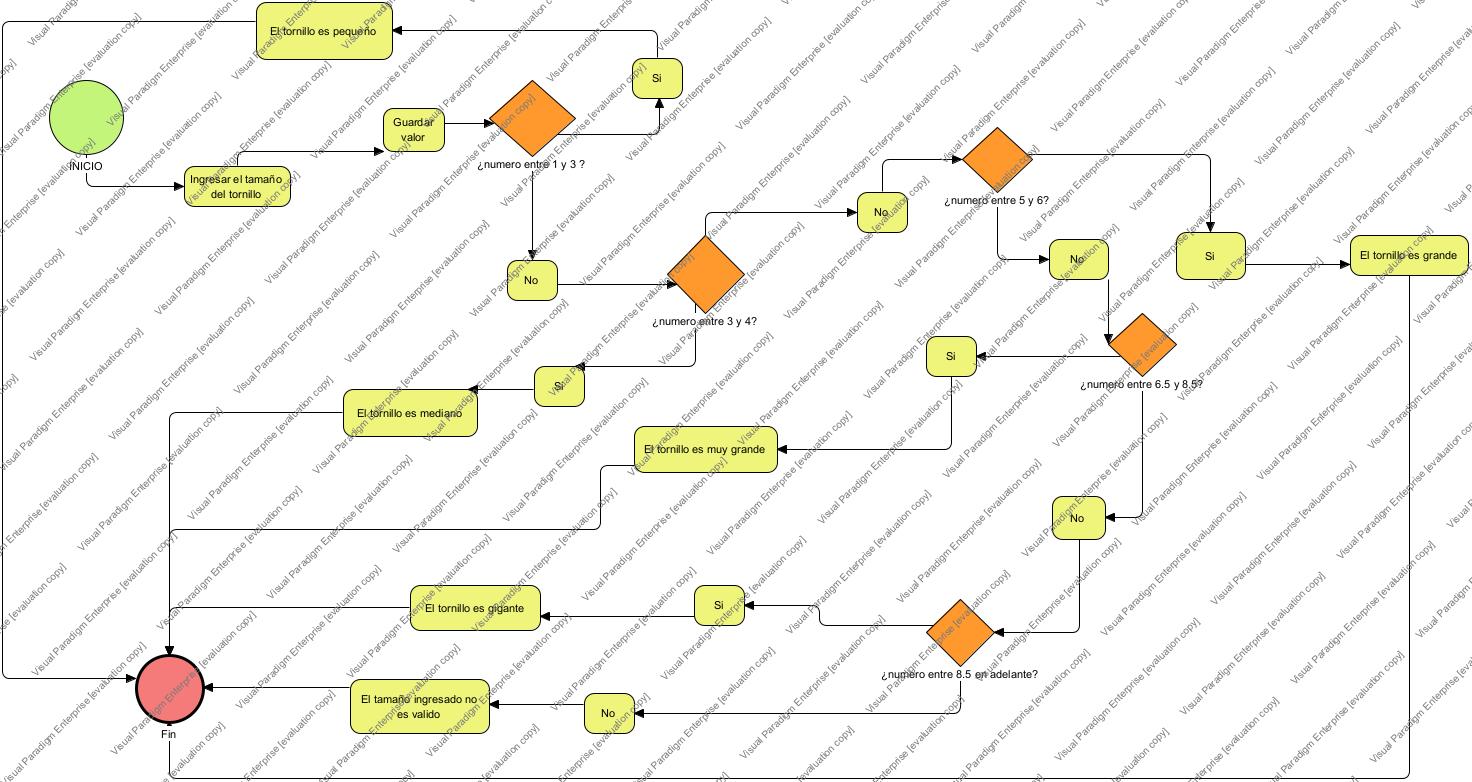 El tornillo es pequeño
Si
Guardar
valor
¿numero entre 1 y 3 ?
INICIO
Ingresar el tamaño
del tornillo
No
¿numero entre 5 y 6?
No
Si
El tornillo es grande
No
¿numero entre 3 y 4?
Si
¿numero entre 6.5 y 8.5?
Si
El tornillo es mediano
El tornillo es muy grande
No
El tornillo es gigante
Si
¿numero entre 8.5 en adelante?
El tamaño ingresado no
es valido
No
Fin
Visual Paradigm Enterprise [evaluation copy]